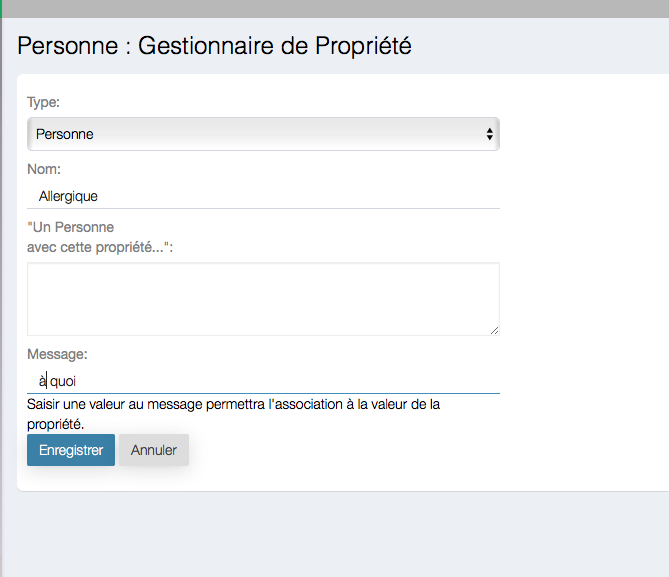 Personne : Gestionnaire de Propriété
Type:
Personne
Nom:
Allergique
"Un Personne
avec cette propriété...":
Message:
à quoi
Saisir une valeur au message permettra l'association à la valeur de la
propriété.
Enregistrer Annuler